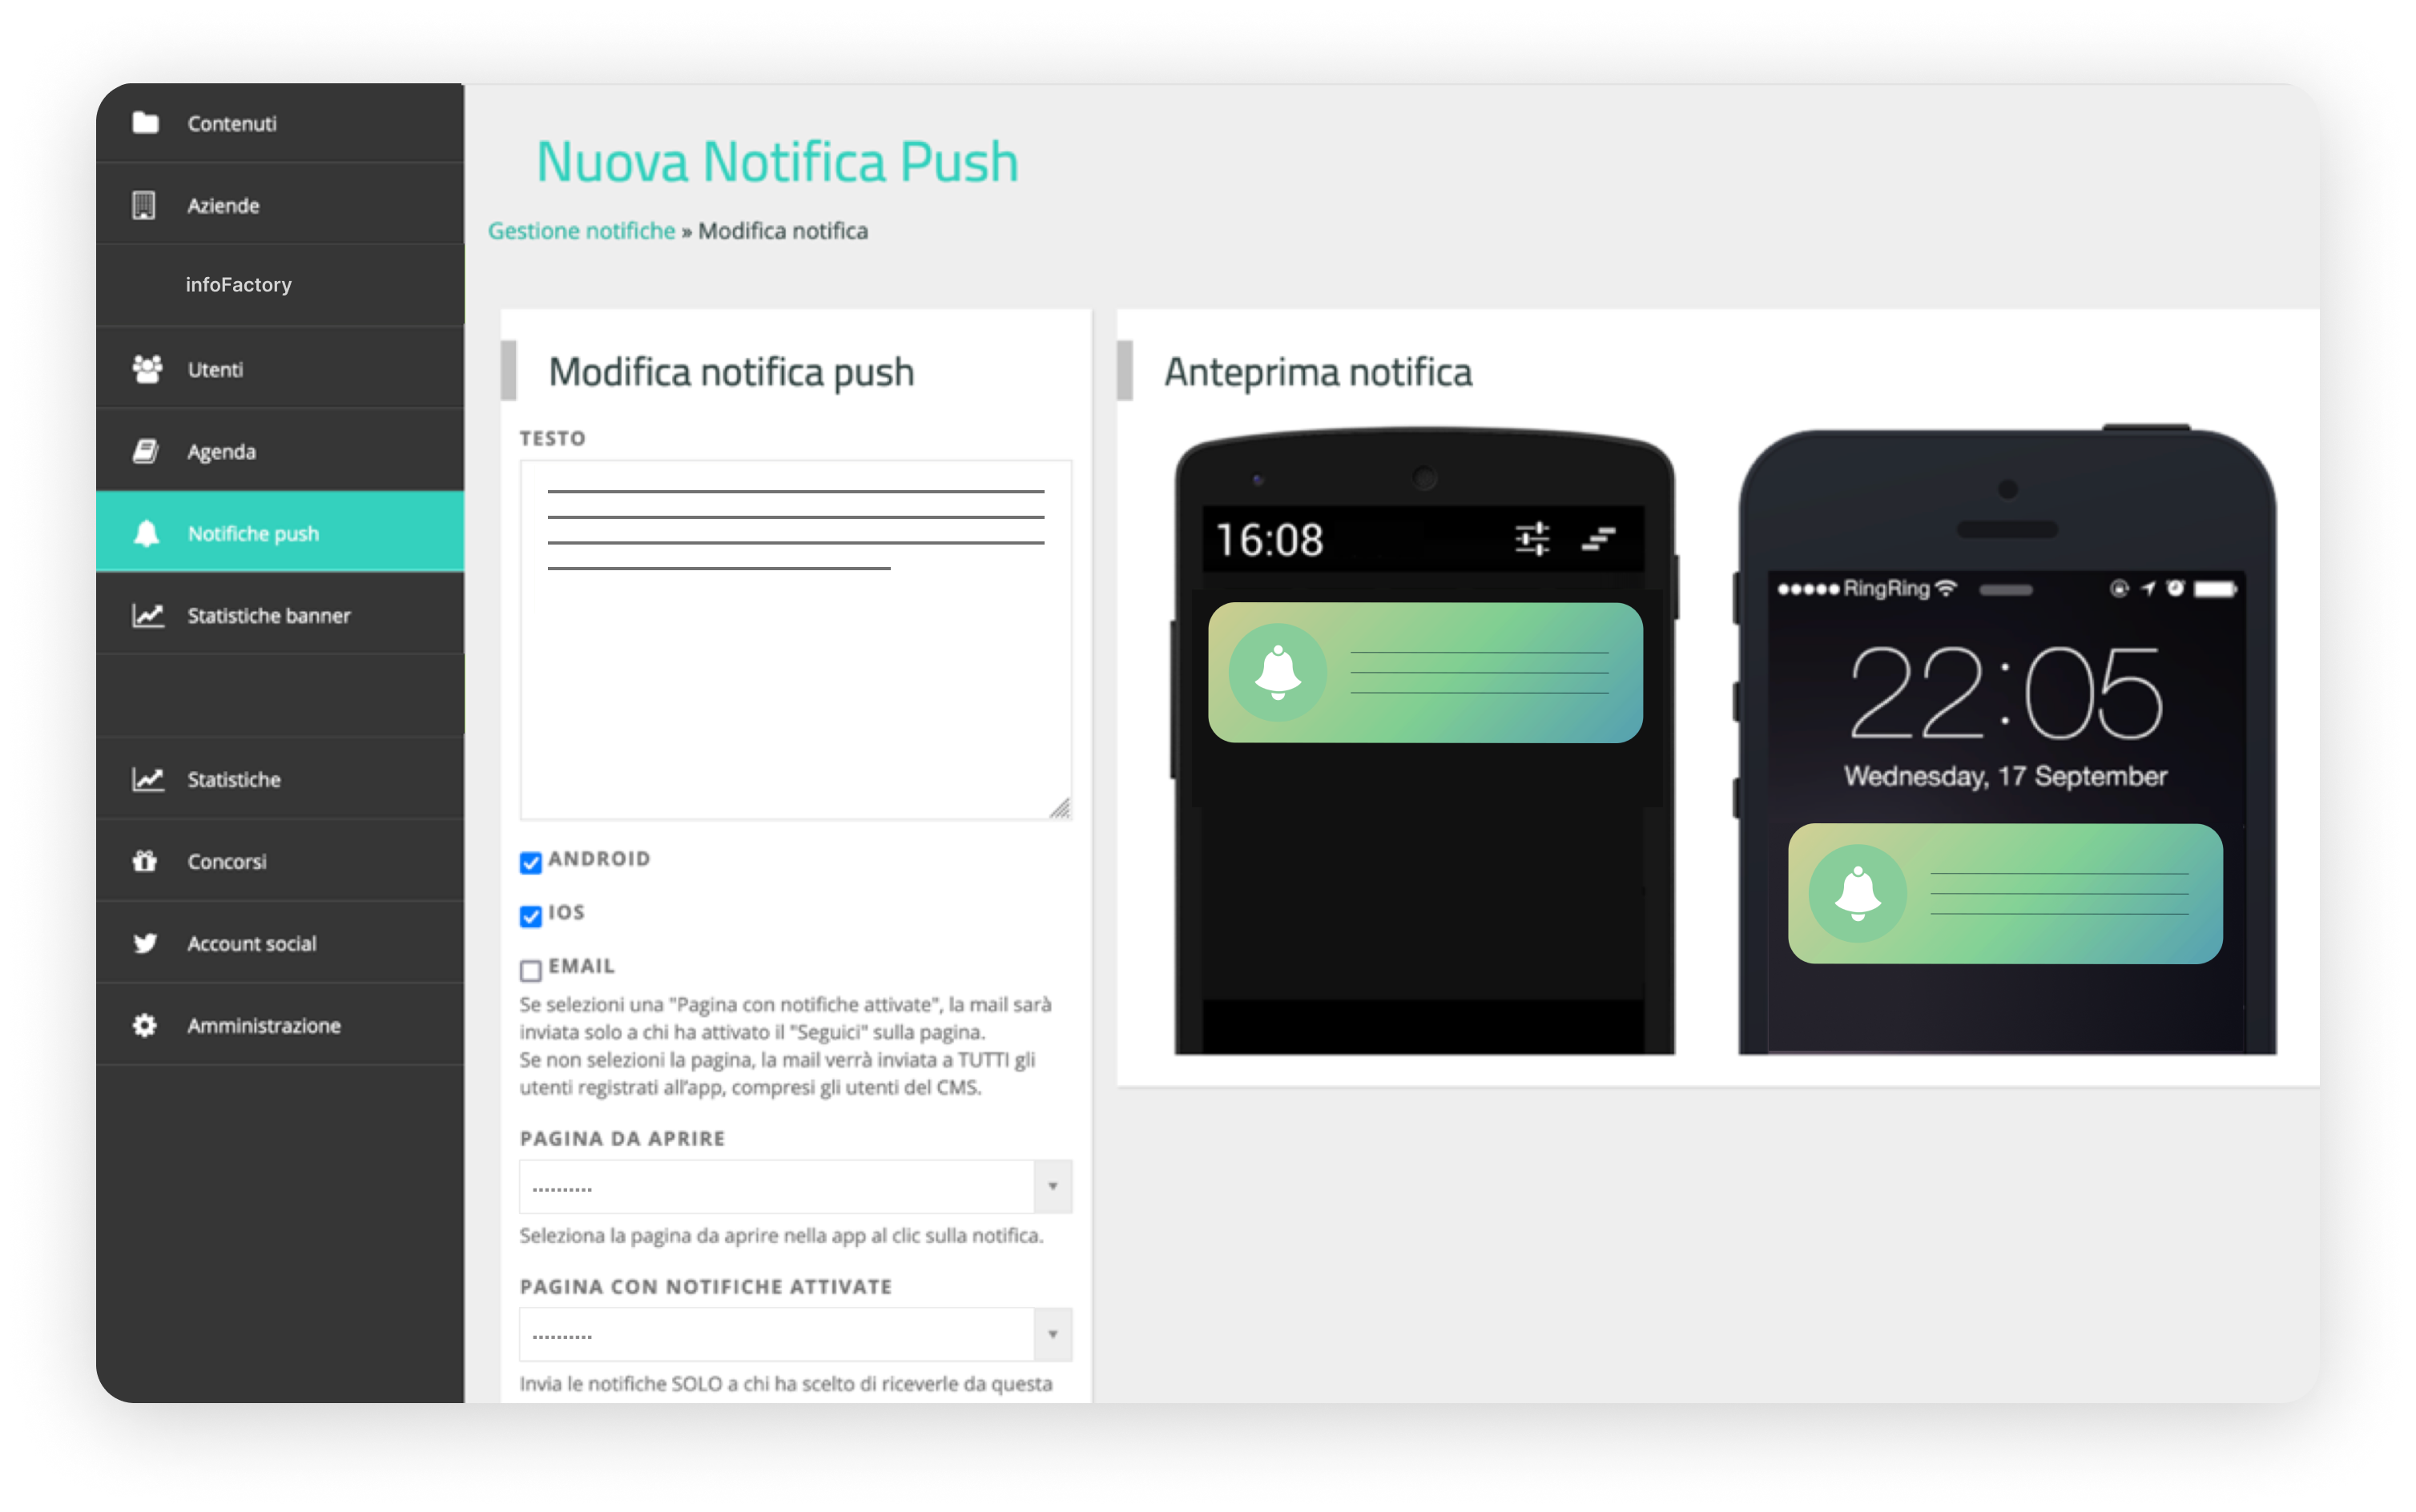 Contenuti
Aziende
infoFactory
Utenti
Agenda
Notifiche push
Statistiche banner
Statistiche
Concorsi
Account social
Amministrazione
Nuova Notifica Push
Gestione notifiche » Modifica notifica
Modifica notifica push
TESTO
ANDROID
IOS
EMAIL
Se selezioni una "Pagina con notifiche attivate", la mail sarà
inviata solo a chi ha attivato il "Seguici" sulla pagina.
Se non selezioni la pagina, la mail verrà inviata a TUTTI gli
utenti registrati all'app, compresi gli utenti del CMS.
PAGINA DA APRIRE
..........
Seleziona la pagina da aprire nella app al clic sulla notifica.
PAGINA CON NOTIFICHE ATTIVATE
..........
Invia le notifiche SOLO a chi ha scelto di riceverle da questa
Anteprima notifica
16:08
RingRing
22:05
Wednesday, 17 September